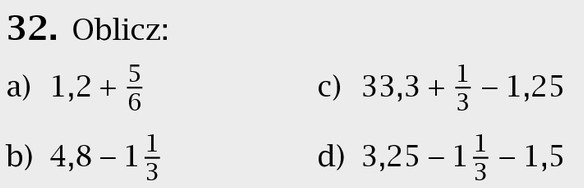 32. Oblicz:
a) 1,2 + 5/6
c) 33,3 + 1/3 − 1,25
b) 4,8 − 1 1/3
d) 3,25 − 1 1/3 − 1,5